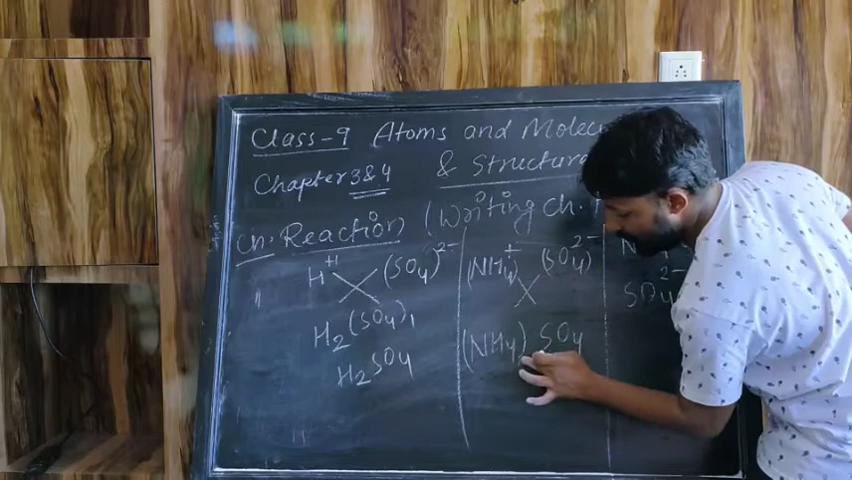 Class-9 Atoms and Molec
Chapter 3&4 & Structure
Ch. Reaction (Writing Ch.
H⁺¹ (SO₄)²⁻
H₂(SO₄)₁
H₂SO₄
(NH₄)⁺ (SO₄)²⁻
(NH₄) SO₄
SO₄²⁻